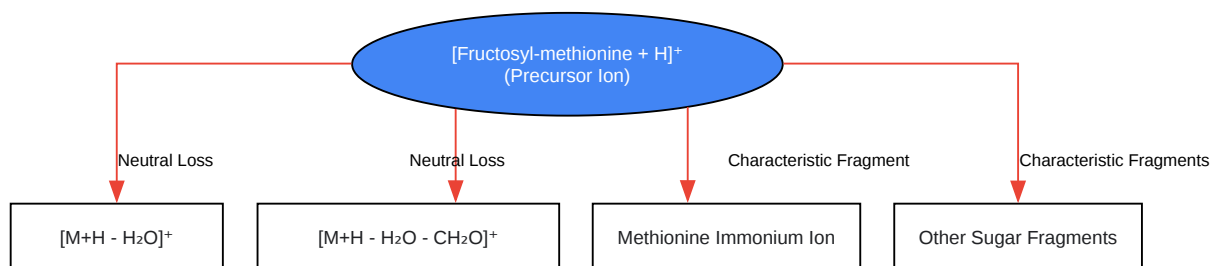 [Fructosyl-methionine + H]⁺
(Precursor Ion)
Neutral Loss
Neutral Loss
Characteristic Fragment
Characteristic Fragments
[M+H - H₂O]⁺
[M+H - H₂O - CH₂O]⁺
Methionine Immonium Ion
Other Sugar Fragments